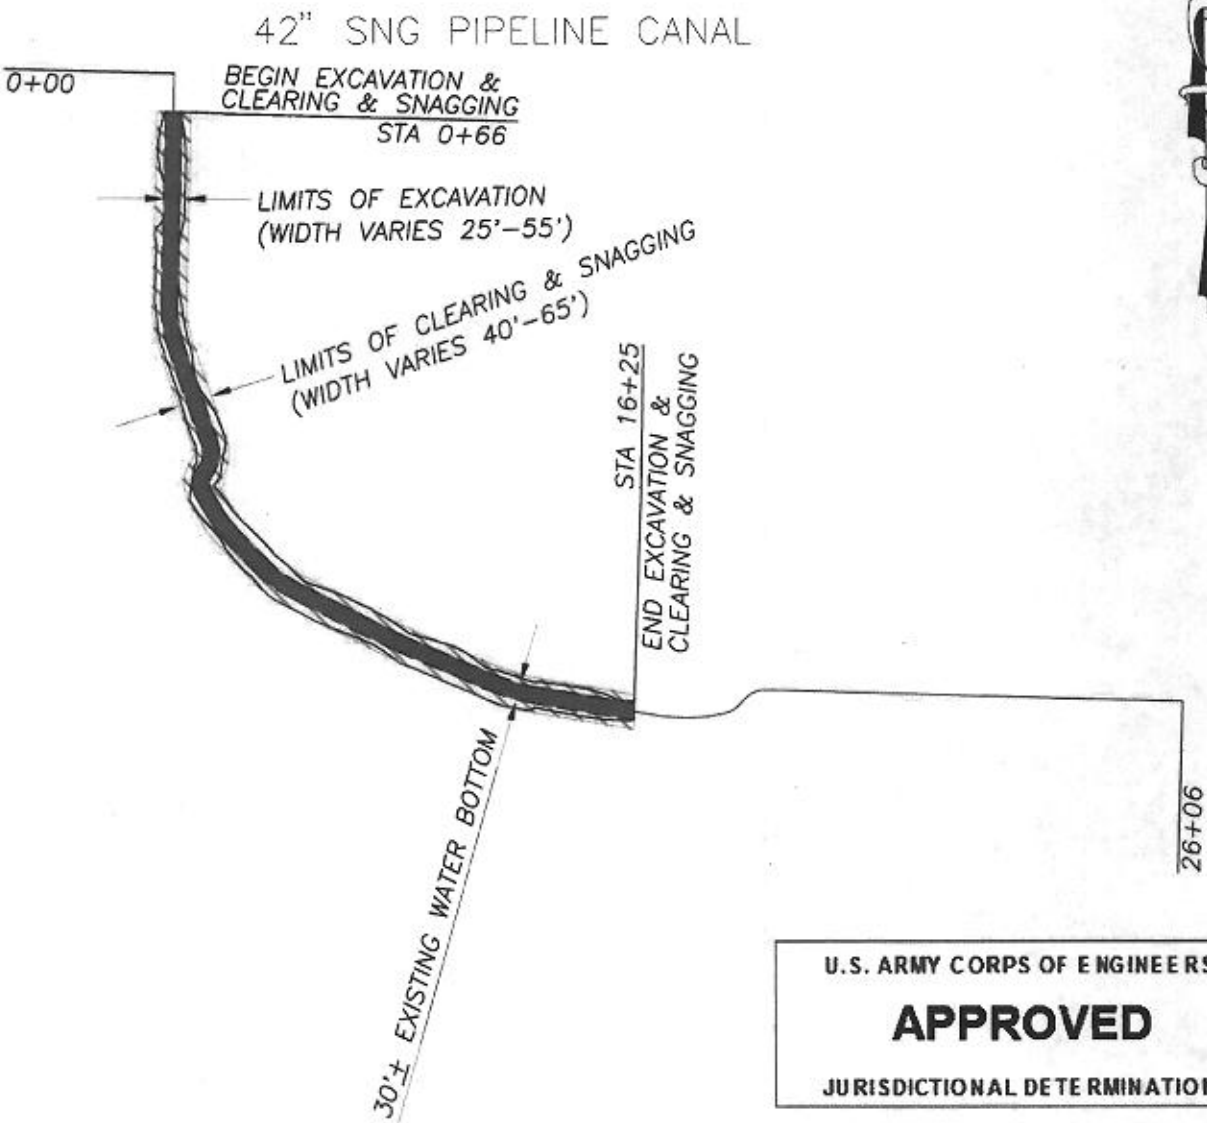 42" SNG PIPELINE CANAL
0+00
BEGIN EXCAVATION &
CLEARING & SNAGGING
STA 0+66
LIMITS OF EXCAVATION
(WIDTH VARIES 25'-55')
LIMITS OF CLEARING & SNAGGING
(WIDTH VARIES 40'-65')
STA 16+25
END EXCAVATION &
CLEARING & SNAGGING
30'± EXISTING WATER BOTTOM
26+06
U.S. ARMY CORPS OF ENGINEERS
APPROVED
JURISDICTIONAL DETERMINATION